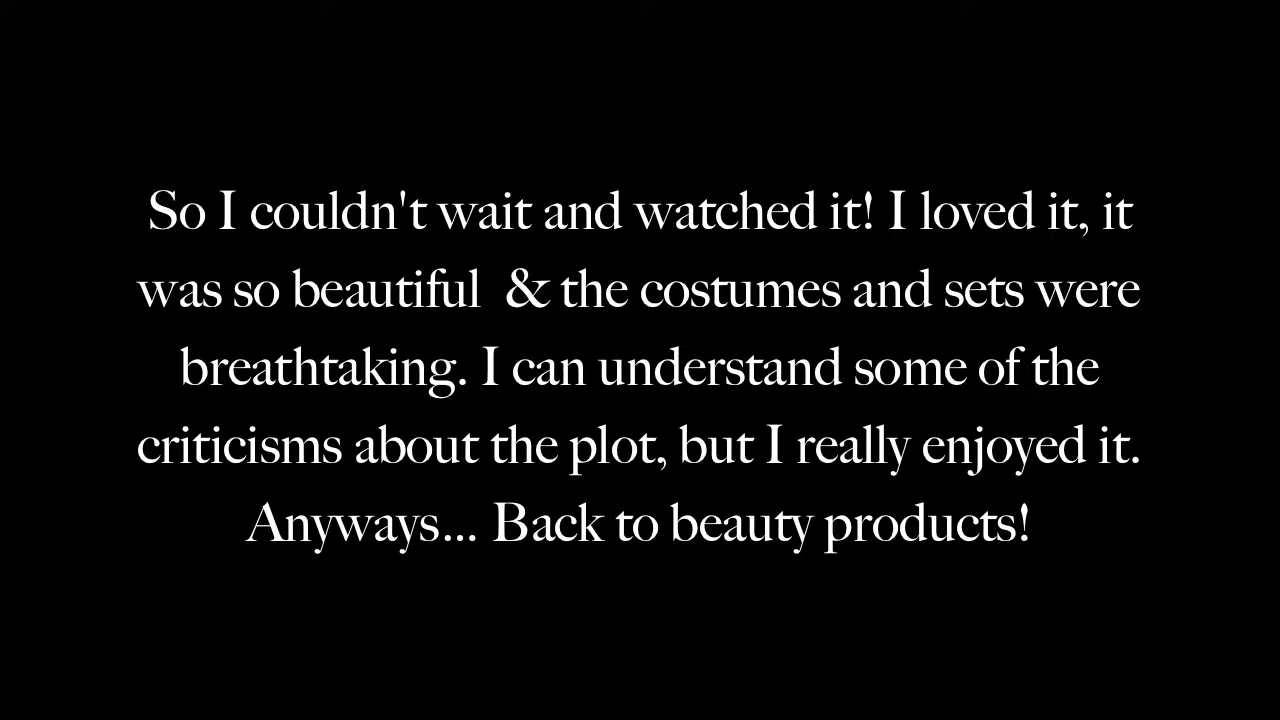 So I couldn't wait and watched it! I loved it, it
was so beautiful  & the costumes and sets were
breathtaking. I can understand some of the
criticisms about the plot, but I really enjoyed it.
Anyways... Back to beauty products!